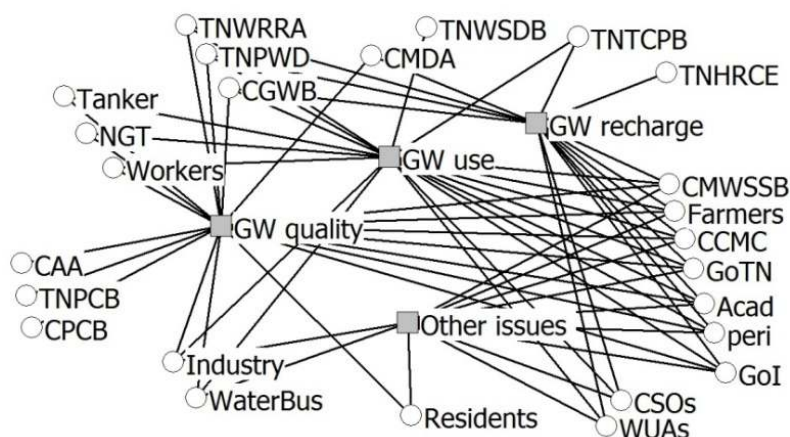 TNWRRA
TNWSDB
TNTCPB
TNPWD
CMDA
TNHRCE
CGWB
Tanker
GW recharge
NGT
GW use
Workers
CMWSSB
Farmers
GW quality
CCMC
CAA
GoTN
TNPCB
Acad
CPCB
Other issues
peri
Industry
GoI
WaterBus
CSOs
Residents
WUAs